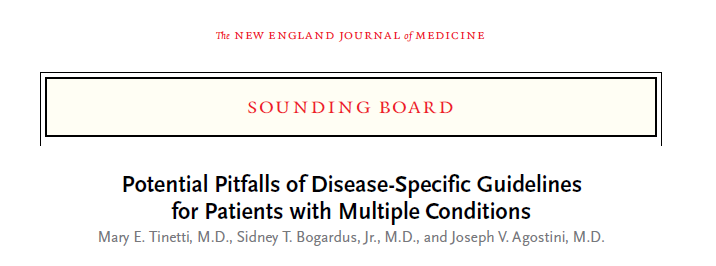 The NEW ENGLAND JOURNAL of MEDICINE
SOUNDING BOARD
Potential Pitfalls of Disease-Specific Guidelines
for Patients with Multiple Conditions
Mary E. Tinetti, M.D., Sidney T. Bogardus, Jr., M.D., and Joseph V. Agostini, M.D.